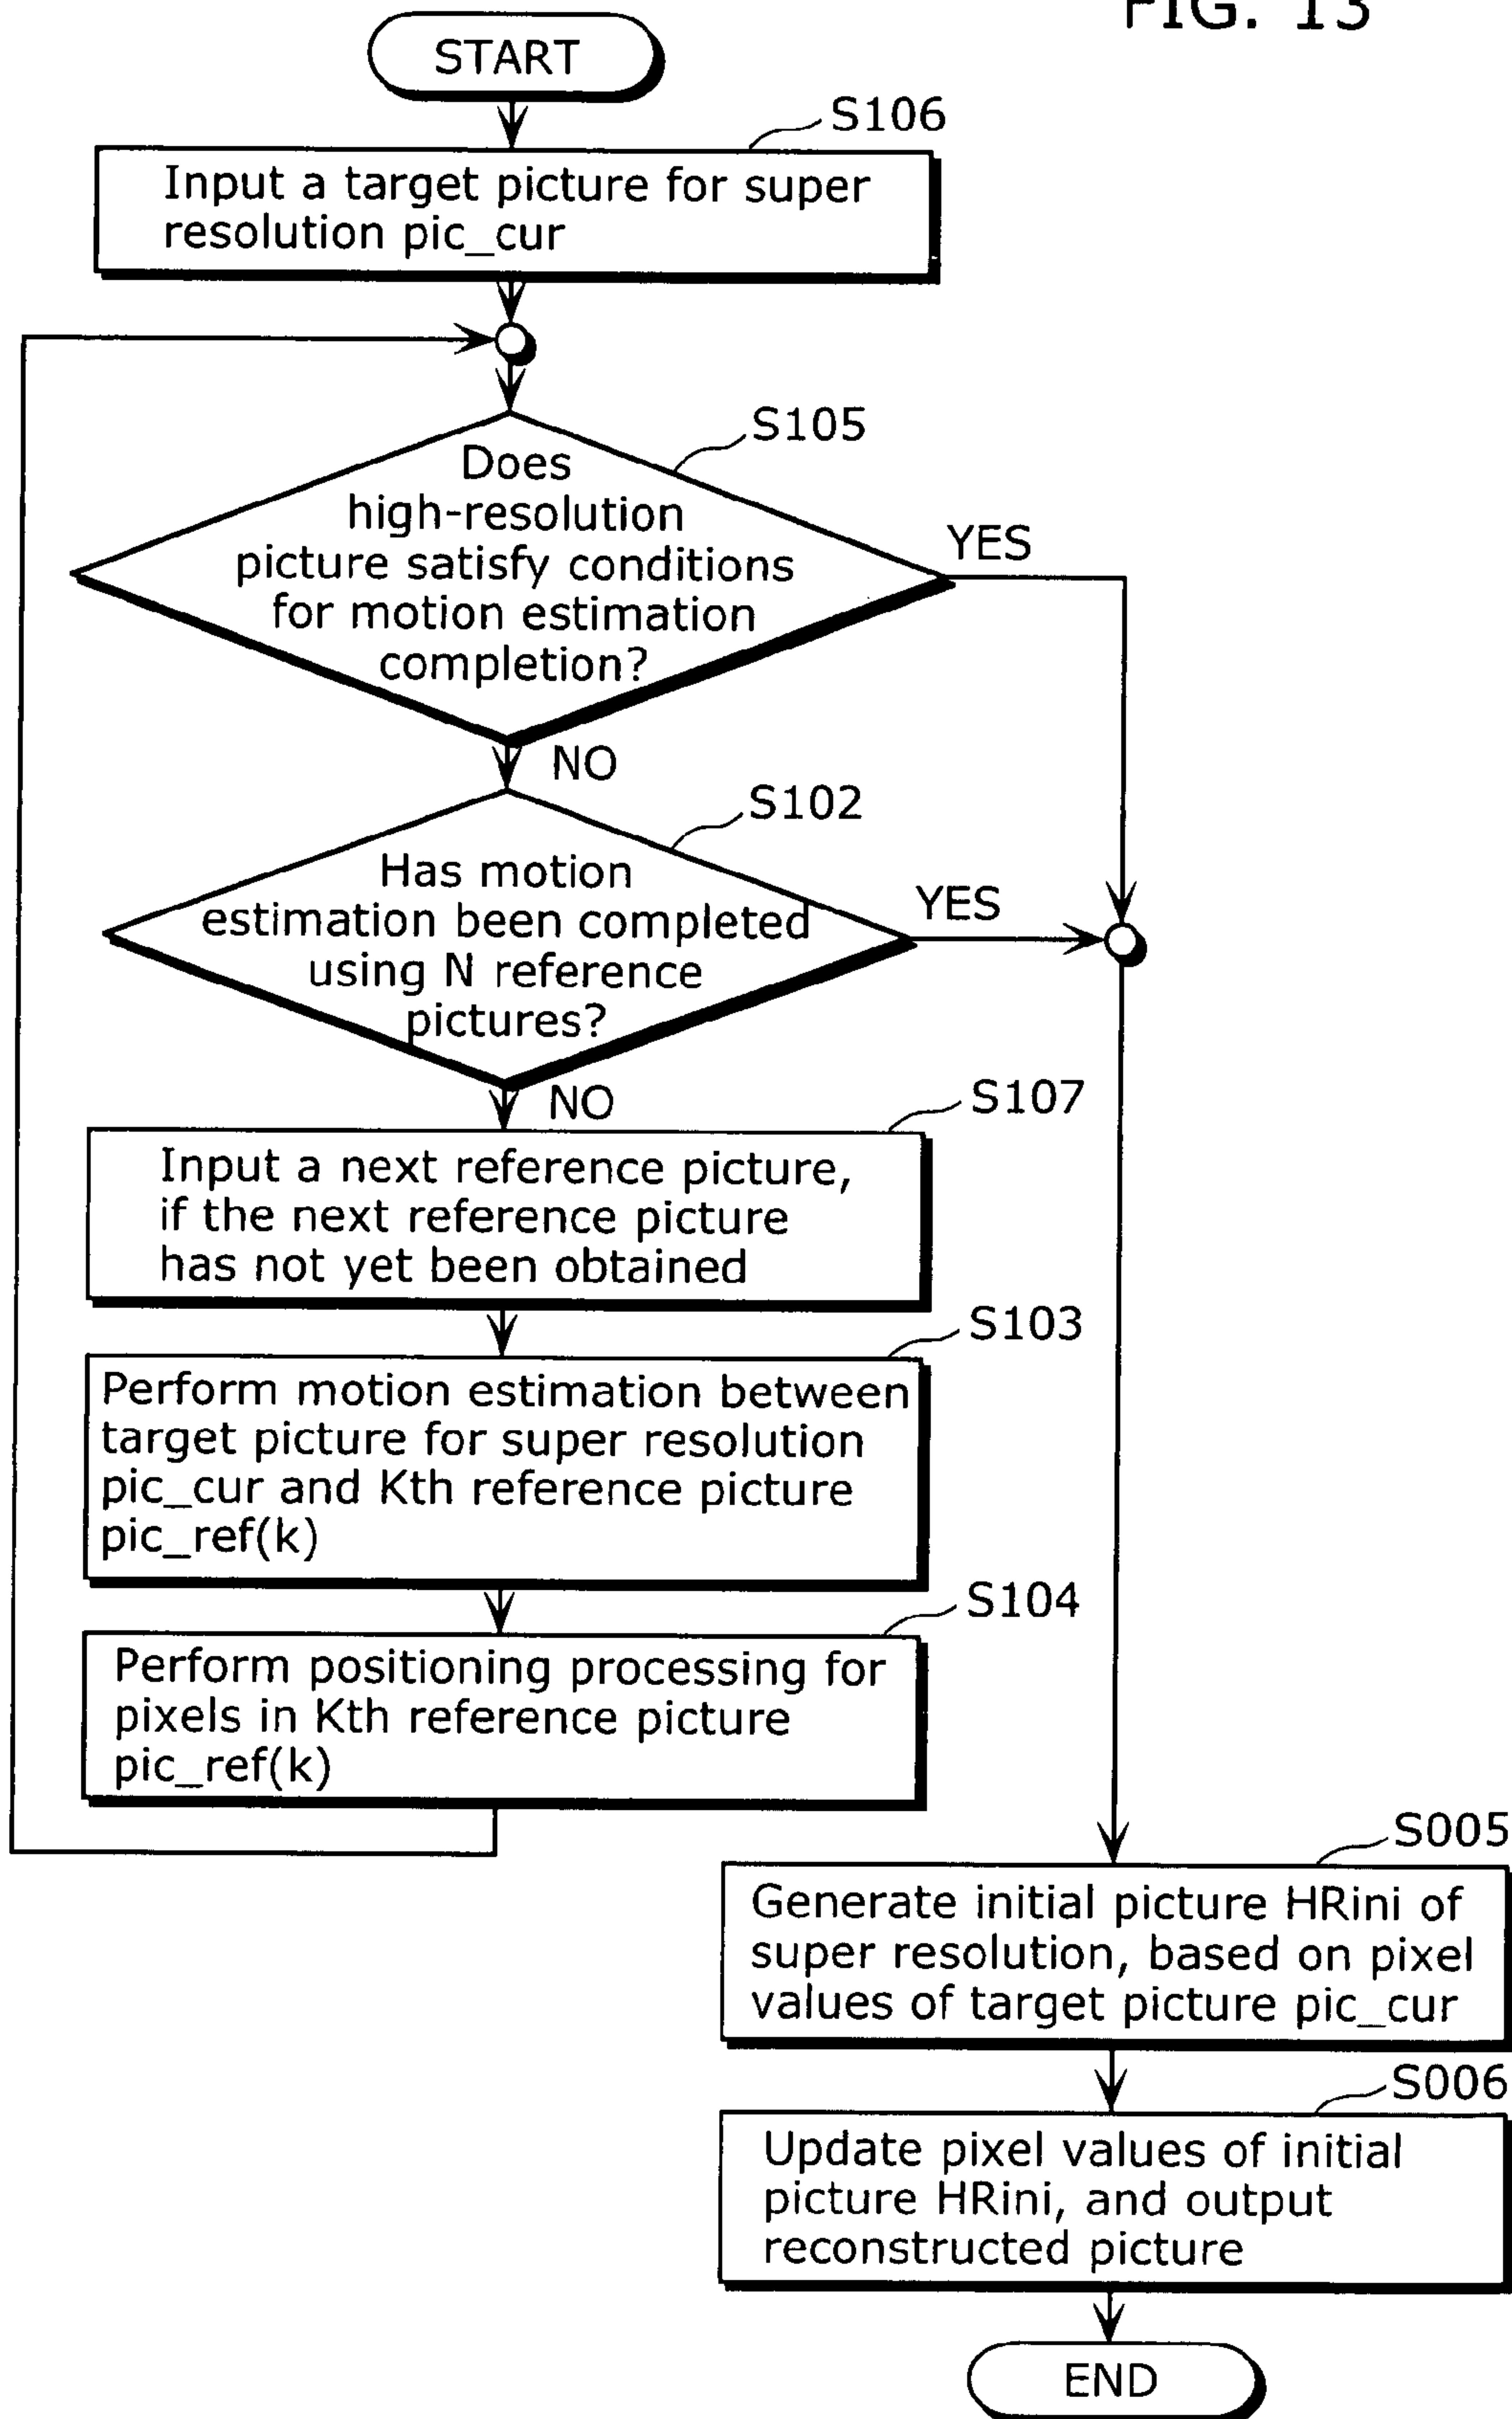 FIG. 13
START
S106
Input a target picture for super
resolution pic_cur
S105
Does
high-resolution
picture satisfy conditions
for motion estimation
completion?
YES
NO
S102
Has motion
estimation been completed
using N reference
pictures?
YES
NO
S107
Input a next reference picture,
if the next reference picture
has not yet been obtained
S103
Perform motion estimation between
target picture for super resolution
pic_cur and Kth reference picture
pic_ref(k)
S104
Perform positioning processing for
pixels in Kth reference picture
pic_ref(k)
S005
Generate initial picture HRini of
super resolution, based on pixel
values of target picture pic_cur
S006
Update pixel values of initial
picture HRini, and output
reconstructed picture
END